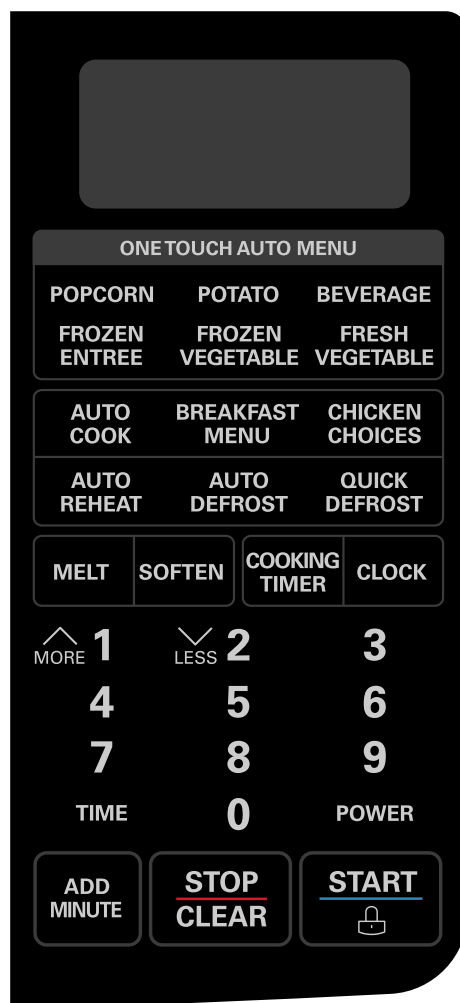 ONE TOUCH AUTO MENU
POPCORN POTATO BEVERAGE
FROZEN FROZEN FRESH
ENTREE VEGETABLE VEGETABLE
AUTO BREAKFAST CHICKEN
COOK MENU CHOICES
AUTO AUTO QUICK
REHEAT DEFROST DEFROST
MELT SOFTEN COOKING TIMER CLOCK
MORE 1 LESS 2 3
4 5 6
7 8 9
TIME 0 POWER
ADD STOP START
MINUTE CLEAR